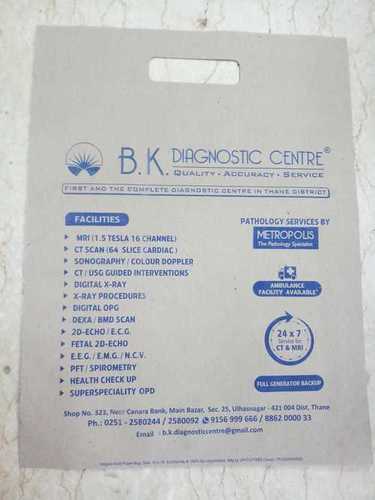 B.K. DIAGNOSTIC CENTRE®
QUALITY • ACCURACY • SERVICE
FIRST AND THE COMPLETE DIAGNOSTIC CENTRE IN THANE DISTRICT
FACILITIES
MRI (1.5 TESLA 16 CHANNEL)
CT SCAN (64 SLICE CARDIAC)
SONOGRAPHY / COLOUR DOPPLER
CT / USG GUIDED INTERVENTIONS
DIGITAL X-RAY
X-RAY PROCEDURES
DIGITAL OPG
DEXA / BMD SCAN
2D-ECHO / E.C.G.
FETAL 2D-ECHO
E.E.G. / E.M.G. / N.C.V.
PFT / SPIROMETRY
HEALTH CHECK UP
SUPERSPECIALITY OPD
PATHOLOGY SERVICES BY
METROPOLIS
The Pathology Specialist
AMBULANCE
FACILITY AVAILABLE
24 x 7
Service for
CT & MRI
FULL GENERATOR BACKUP
Shop No. 323, Near Canara Bank, Main Bazar, Sec. 25, Ulhasnagar - 421 004 Dist, Thane
Ph.: 0251 - 2580244 / 2580092 9156 999 666 / 8862 0000 33
Email : b.k.diagnosticcentre@gmail.com